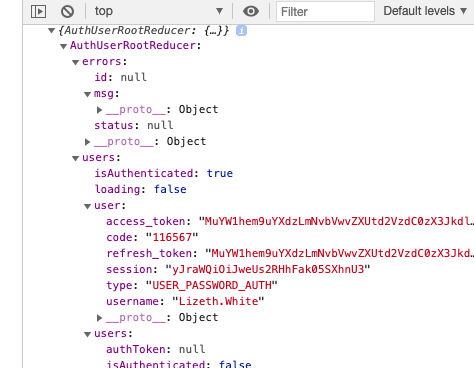 top Filter Default levels
{AuthUserRootReducer: {…}} i
AuthUserRootReducer:
errors:
id: null
msg:
__proto__: Object
status: null
__proto__: Object
users:
isAuthenticated: true
loading: false
user:
access_token: "MuYW1hem9uYXdzLmNvbVwvZXUtd2VzdC0zX3Jkdl…
code: "116567"
refresh_token: "MuYW1hem9uYXdzLmNvbVwvZXUtd2VzdC0zX3Jkd…
session: "yJraWQiOiJweUs2RHhFak05SXhnU3"
type: "USER_PASSWORD_AUTH"
username: "Lizeth.White"
__proto__: Object
users:
authToken: null
isAuthenticated: false